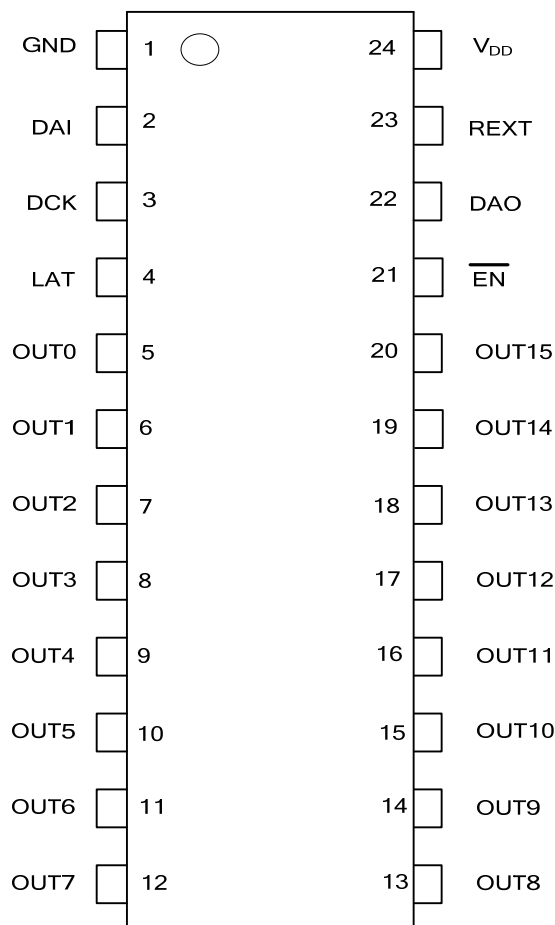 GND 1 24 VDD
DAI 2 23 REXT
DCK 3 22 DAO
LAT 4 21 EN
OUT0 5 20 OUT15
OUT1 6 19 OUT14
OUT2 7 18 OUT13
OUT3 8 17 OUT12
OUT4 9 16 OUT11
OUT5 10 15 OUT10
OUT6 11 14 OUT9
OUT7 12 13 OUT8